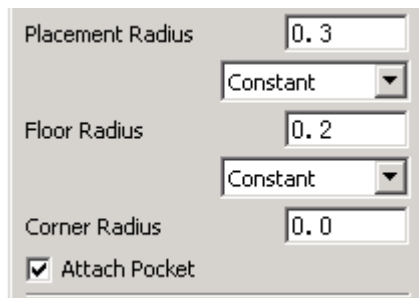 Placement Radius 0.3
Constant
Floor Radius 0.2
Constant
Corner Radius 0.0
Attach Pocket